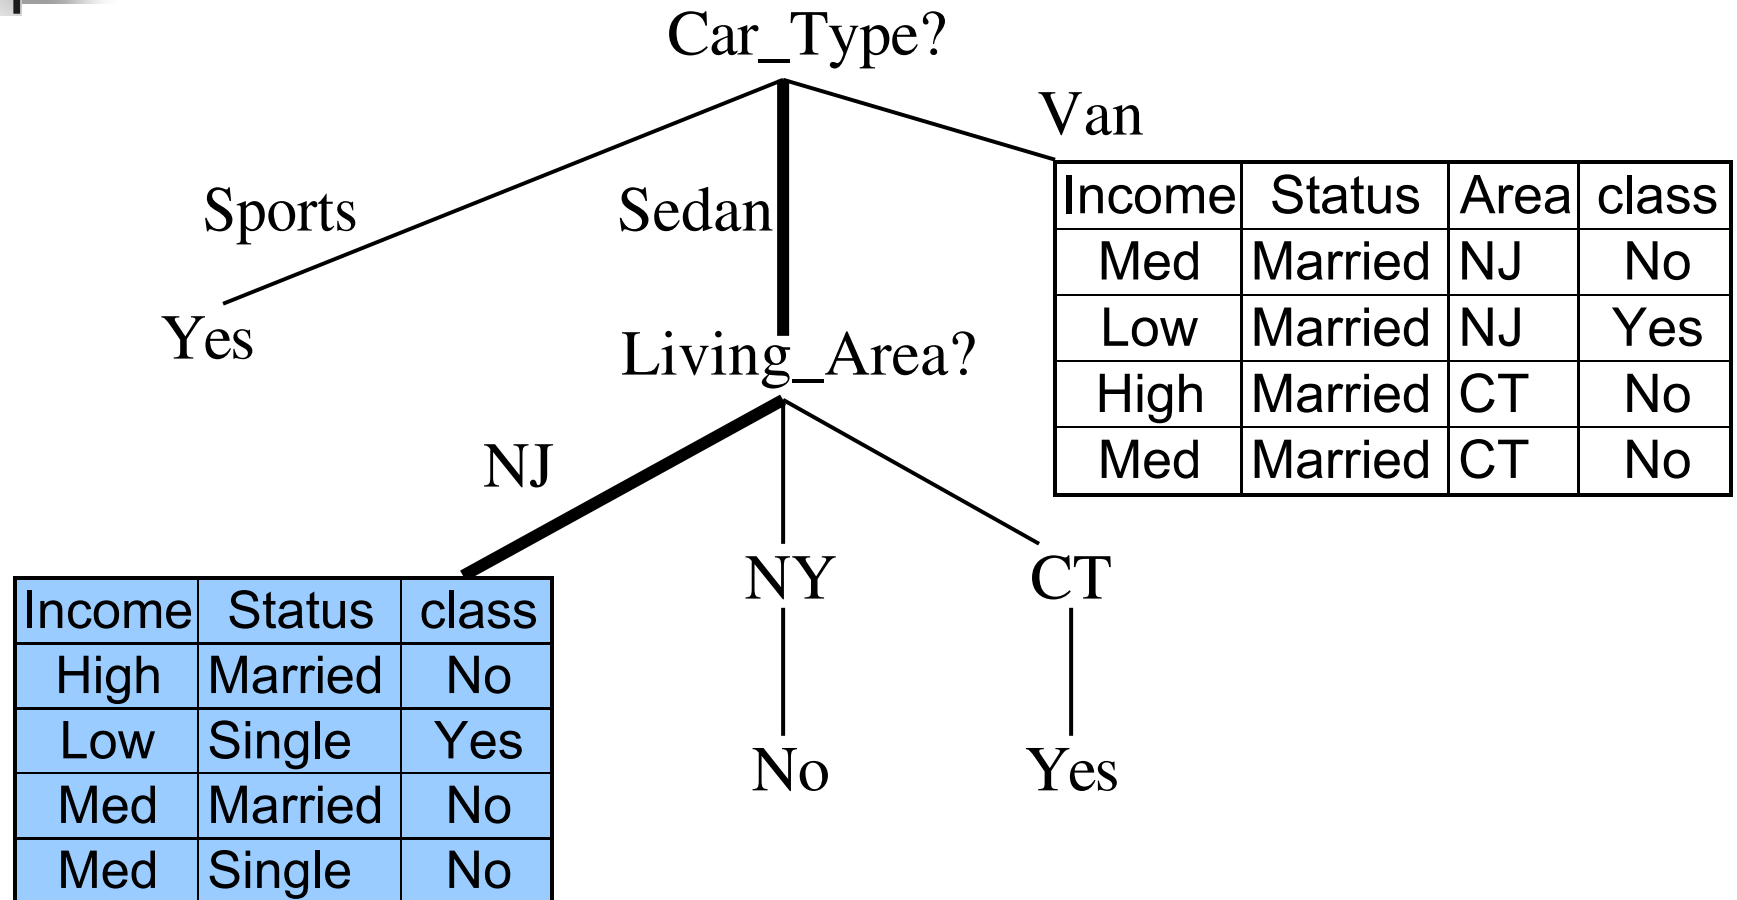 Car_Type?
Van
Sports
Sedan
Income Status Area class
Med Married NJ No
Low Married NJ Yes
High Married CT No
Med Married CT No
Yes
Living_Area?
NJ
NY
CT
Income Status class
High Married No
Low Single Yes
Med Married No
Med Single No
No
Yes